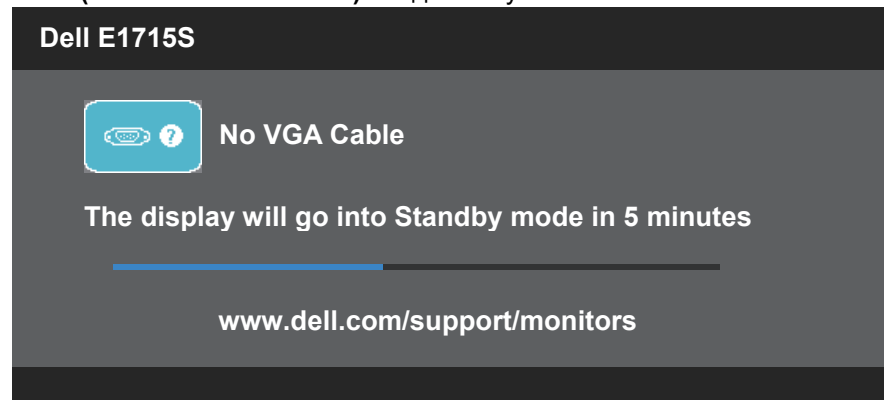 Dell E1715S
No VGA Cable
The display will go into Standby mode in 5 minutes
www.dell.com/support/monitors